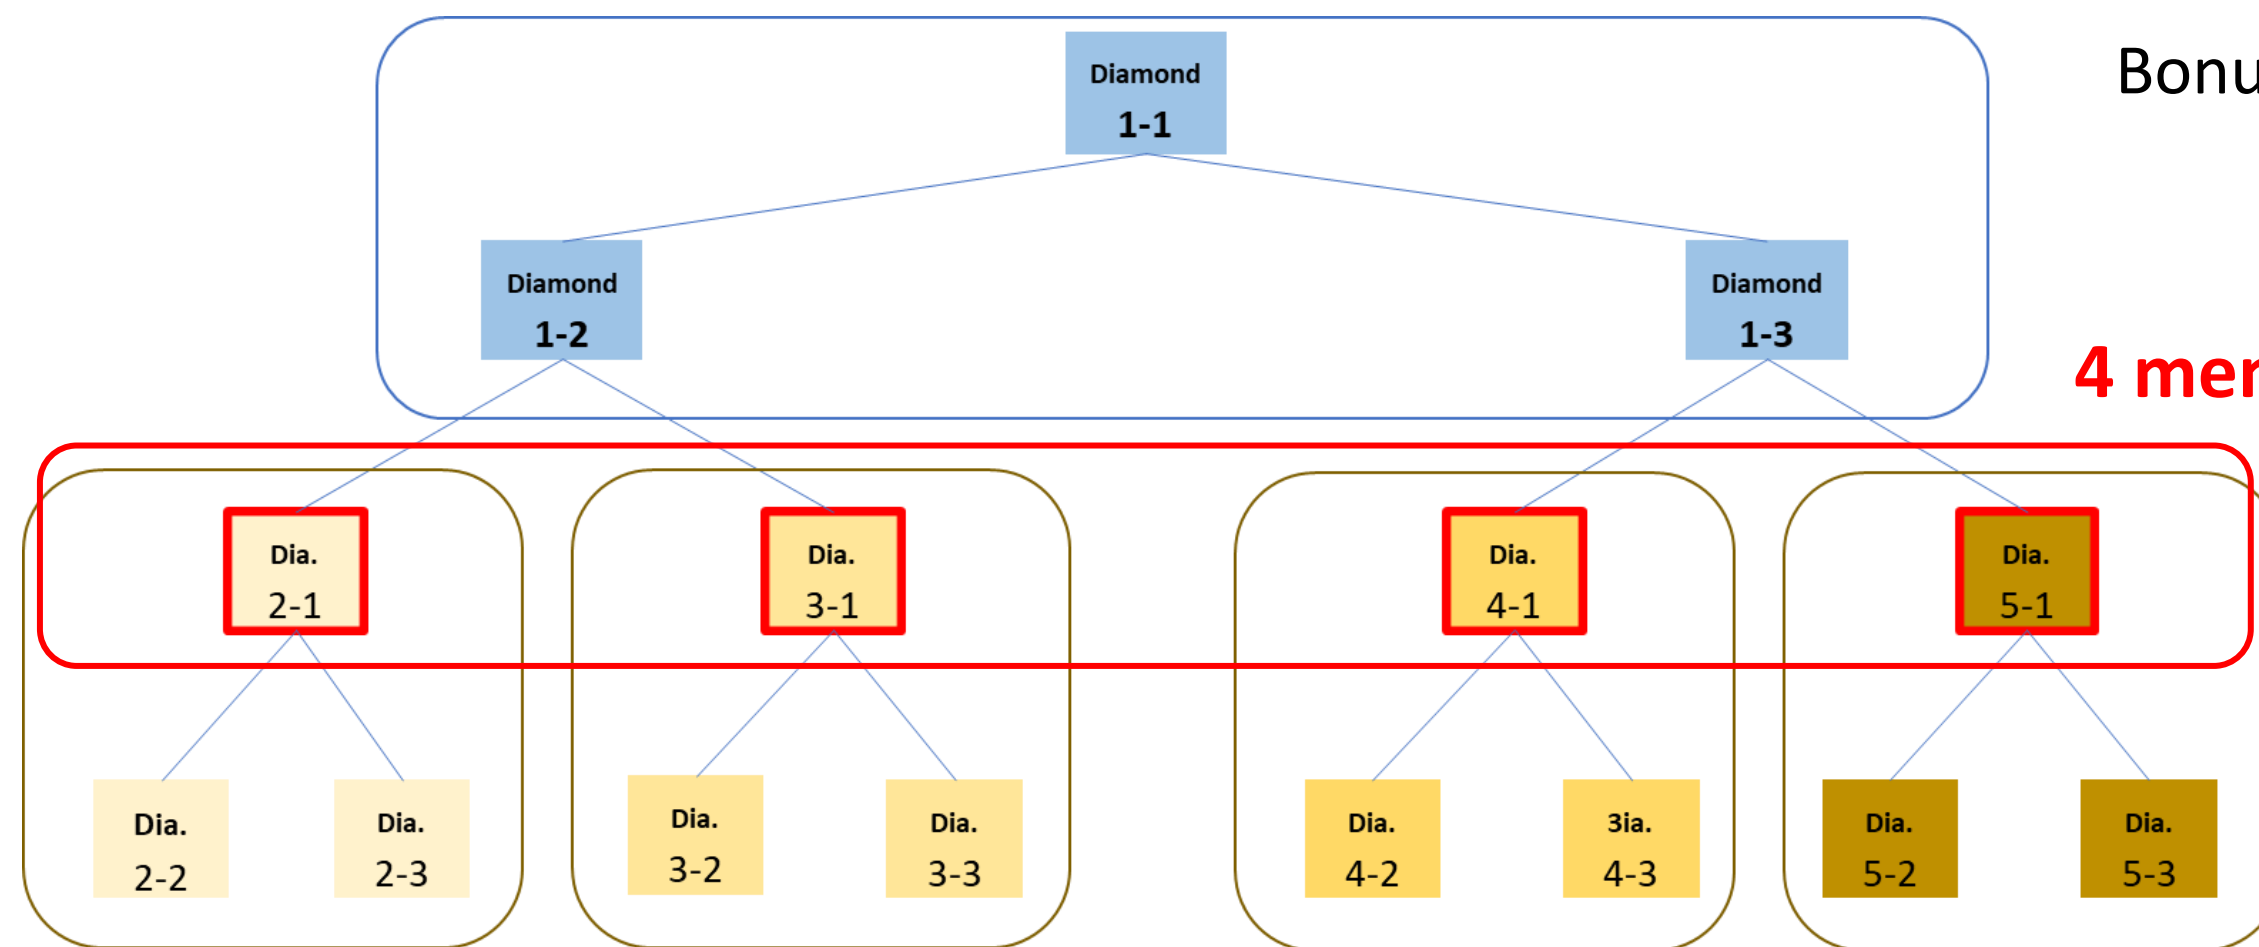 Diamond
1-1
Bonu
Diamond
1-2
Diamond
1-3
4 mer
Dia.
2-1
Dia.
3-1
Dia.
4-1
Dia.
5-1
Dia.
2-2
Dia.
2-3
Dia.
3-2
Dia.
3-3
Dia.
4-2
3ia.
4-3
Dia.
5-2
Dia.
5-3